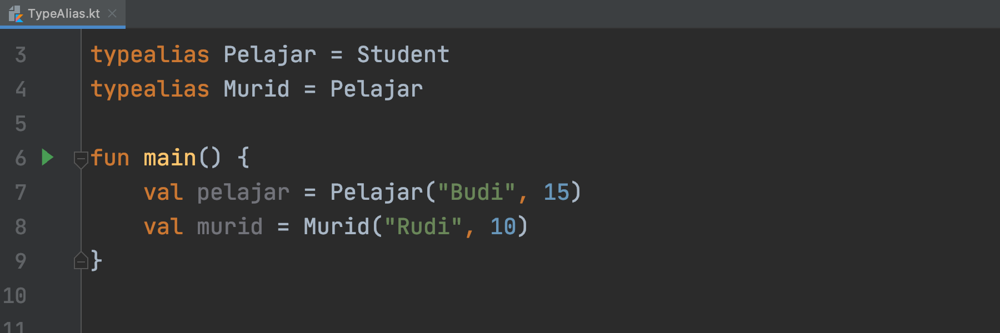 TypeAlias.kt
3 typealias Pelajar = Student
4 typealias Murid = Pelajar
5
6 fun main() {
7     val pelajar = Pelajar("Budi", 15)
8     val murid = Murid("Rudi", 10)
9 }
10
11